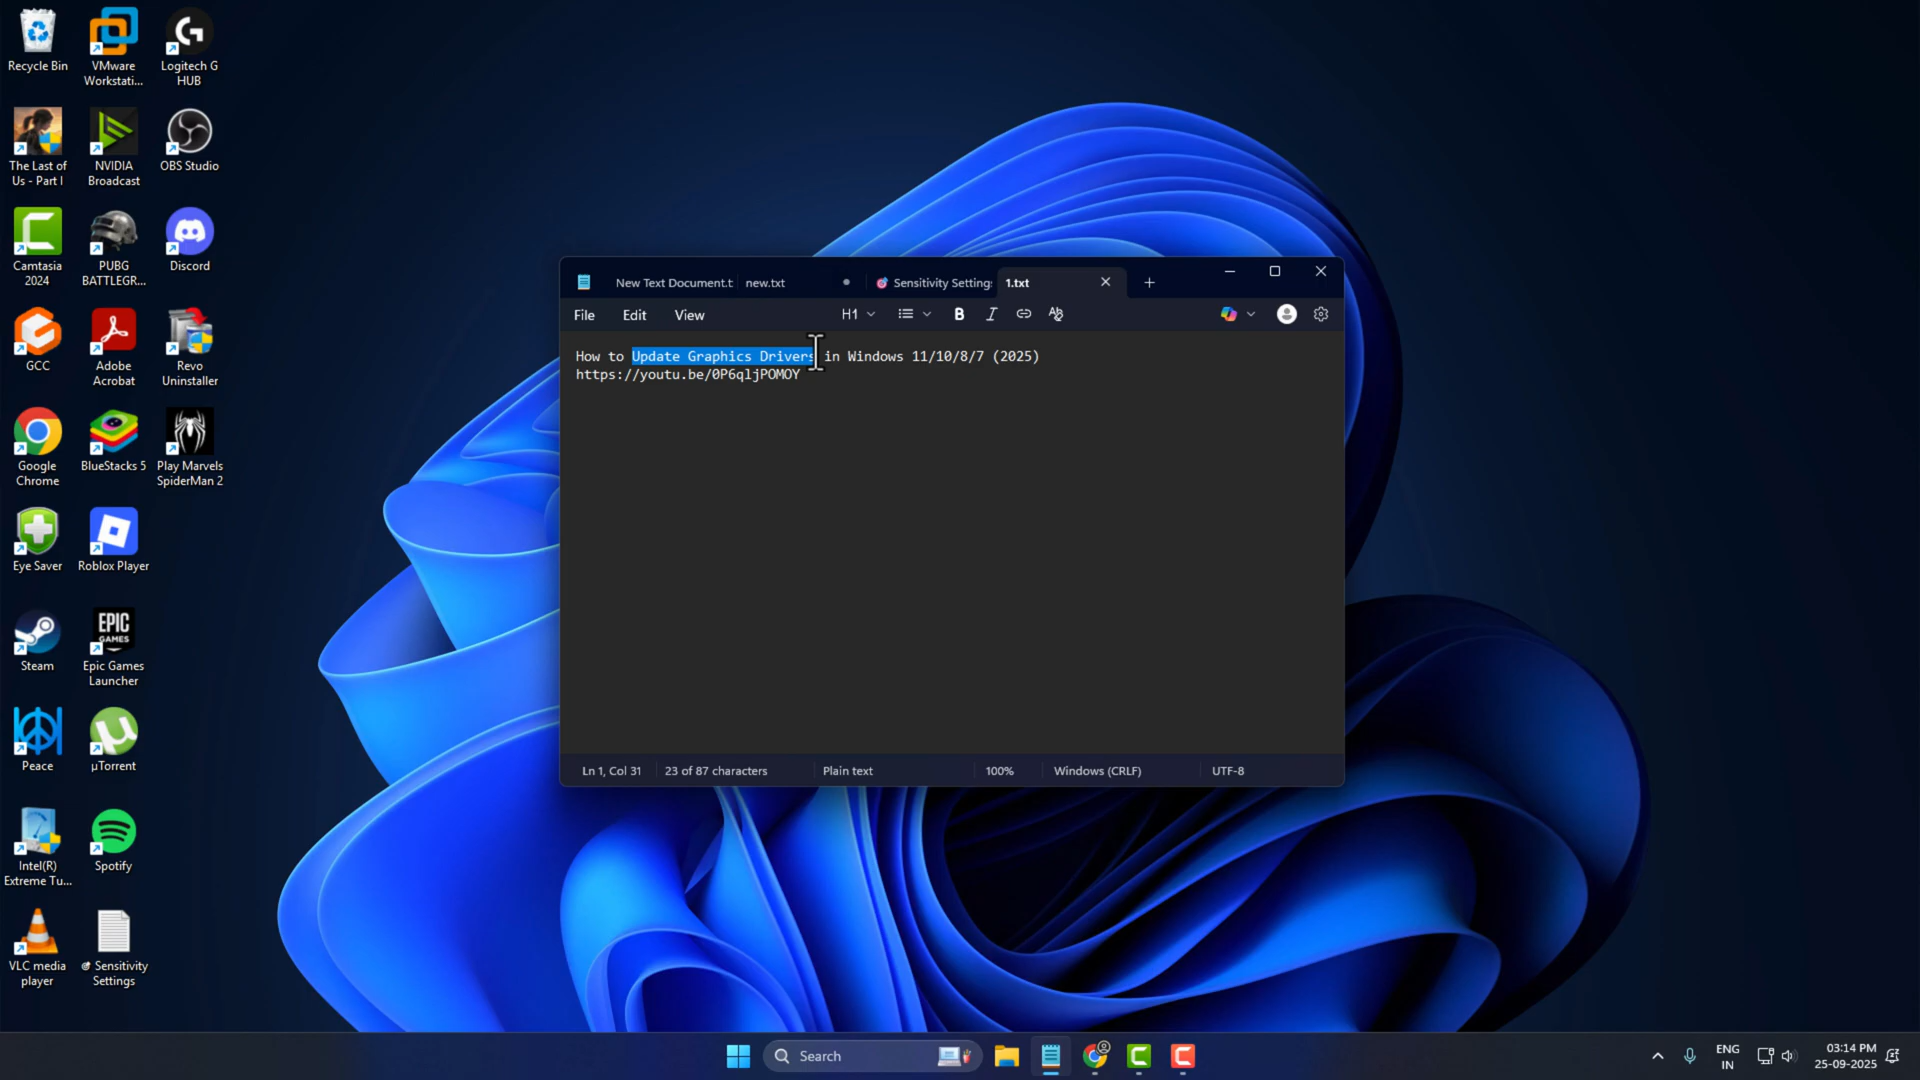 Recycle Bin
VMware
Workstati...
Logitech G
HUB
The Last of
Us - Part I
NVIDIA
Broadcast
OBS Studio
Camtasia
2024
PUBG
BATTLEGR...
Discord
GCC
Adobe
Acrobat
Revo
Uninstaller
Google
Chrome
BlueStacks 5
Play Marvels
SpiderMan 2
Eye Saver
Roblox Player
Steam
EPIC
GAMES
Epic Games
Launcher
Peace
µTorrent
Intel(R)
Extreme Tu...
Spotify
VLC media
player
Sensitivity
Settings
New Text Document.t
new.txt
Sensitivity Setting:
1.txt
File
Edit
View
H1
B
I
How to Update Graphics Drivers in Windows 11/10/8/7 (2025)
https://youtu.be/0P6qljPOMOY
Ln 1, Col 31
23 of 87 characters
Plain text
100%
Windows (CRLF)
UTF-8
Search
ENG
IN
03:14 PM
25-09-2025